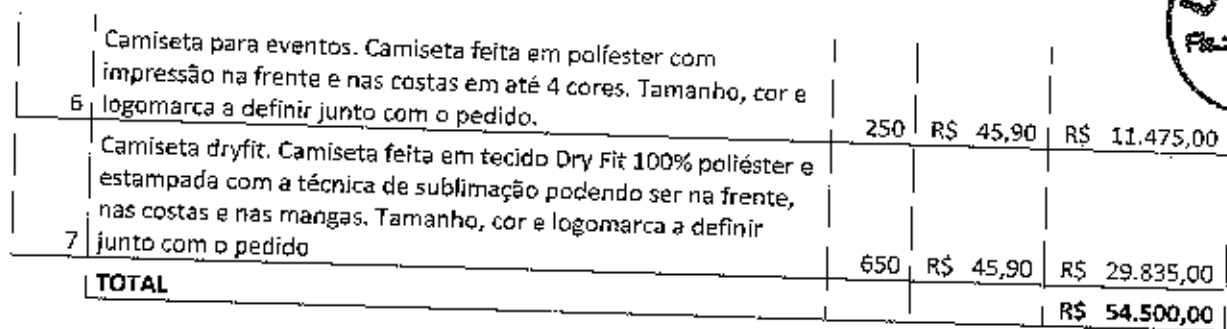 Fls.:
Camiseta para eventos. Camiseta feita em poliéster com
impressão na frente e nas costas em até 4 cores. Tamanho, cor e
6 logomarca a definir junto com o pedido. 250 R$ 45,90 R$ 11.475,00
Camiseta dryfit. Camiseta feita em tecido Dry Fit 100% poliéster e
estampada com a técnica de sublimação podendo ser na frente,
nas costas e nas mangas. Tamanho, cor e logomarca a definir
7 junto com o pedido 650 R$ 45,90 R$ 29.835,00
TOTAL R$ 54.500,00